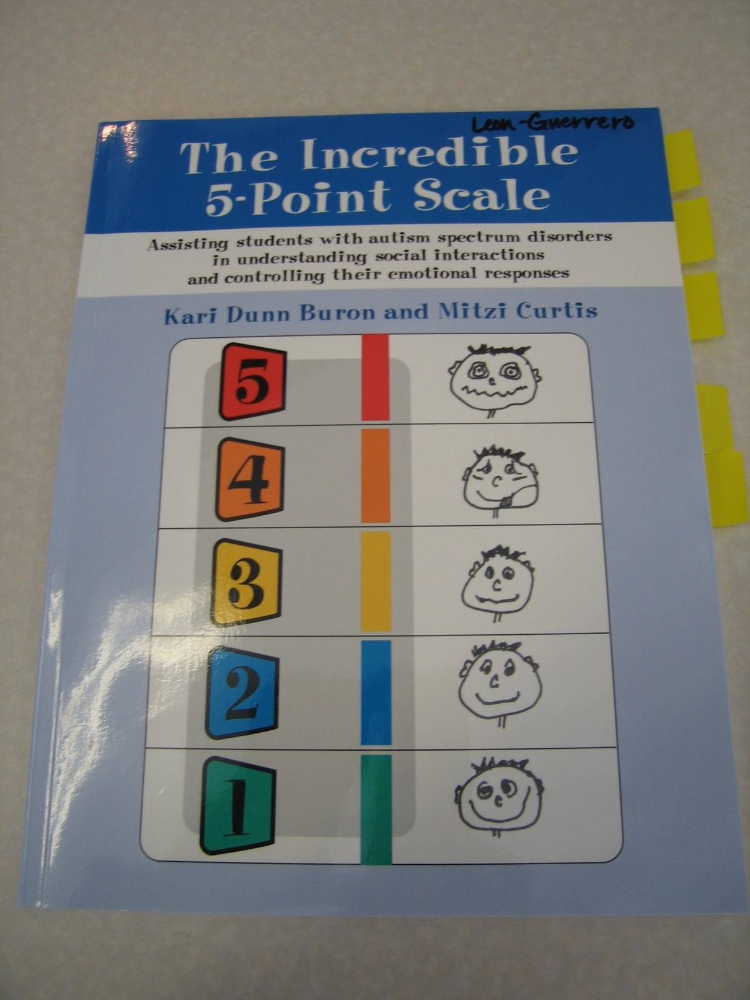 Leon-Guerrero
The Incredible
5-Point Scale
Assisting students with autism spectrum disorders
in understanding social interactions
and controlling their emotional responses
Kari Dunn Buron and Mitzi Curtis
5
4
3
2
1